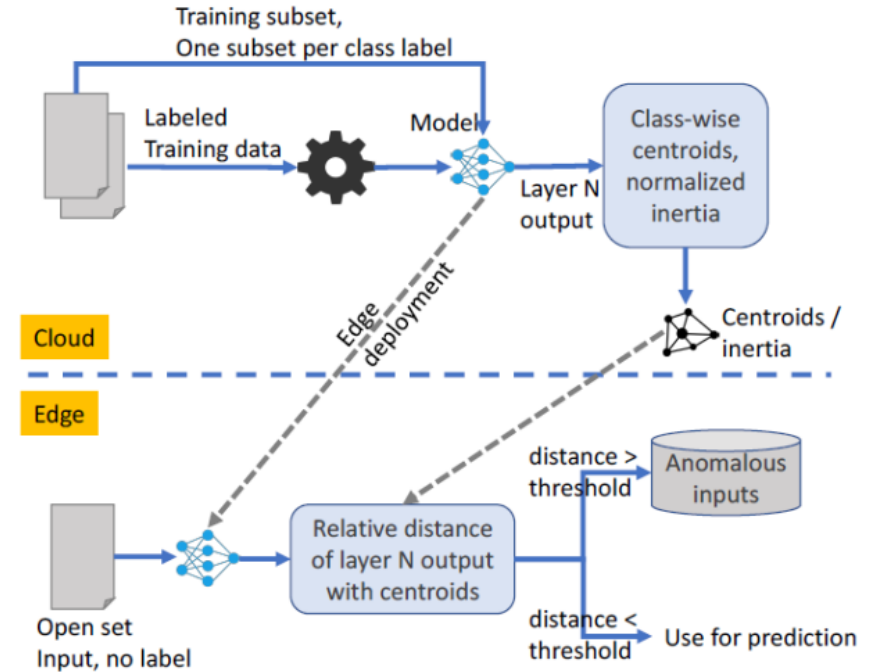 Training subset,
One subset per class label
Labeled
Training data
Model
Layer N
output
Class-wise
centroids,
normalized
inertia
Edge
deployment
Centroids /
inertia
Cloud
Edge
distance >
threshold
Anomalous
inputs
Relative distance
of layer N output
with centroids
distance <
threshold
Use for prediction
Open set
Input, no label